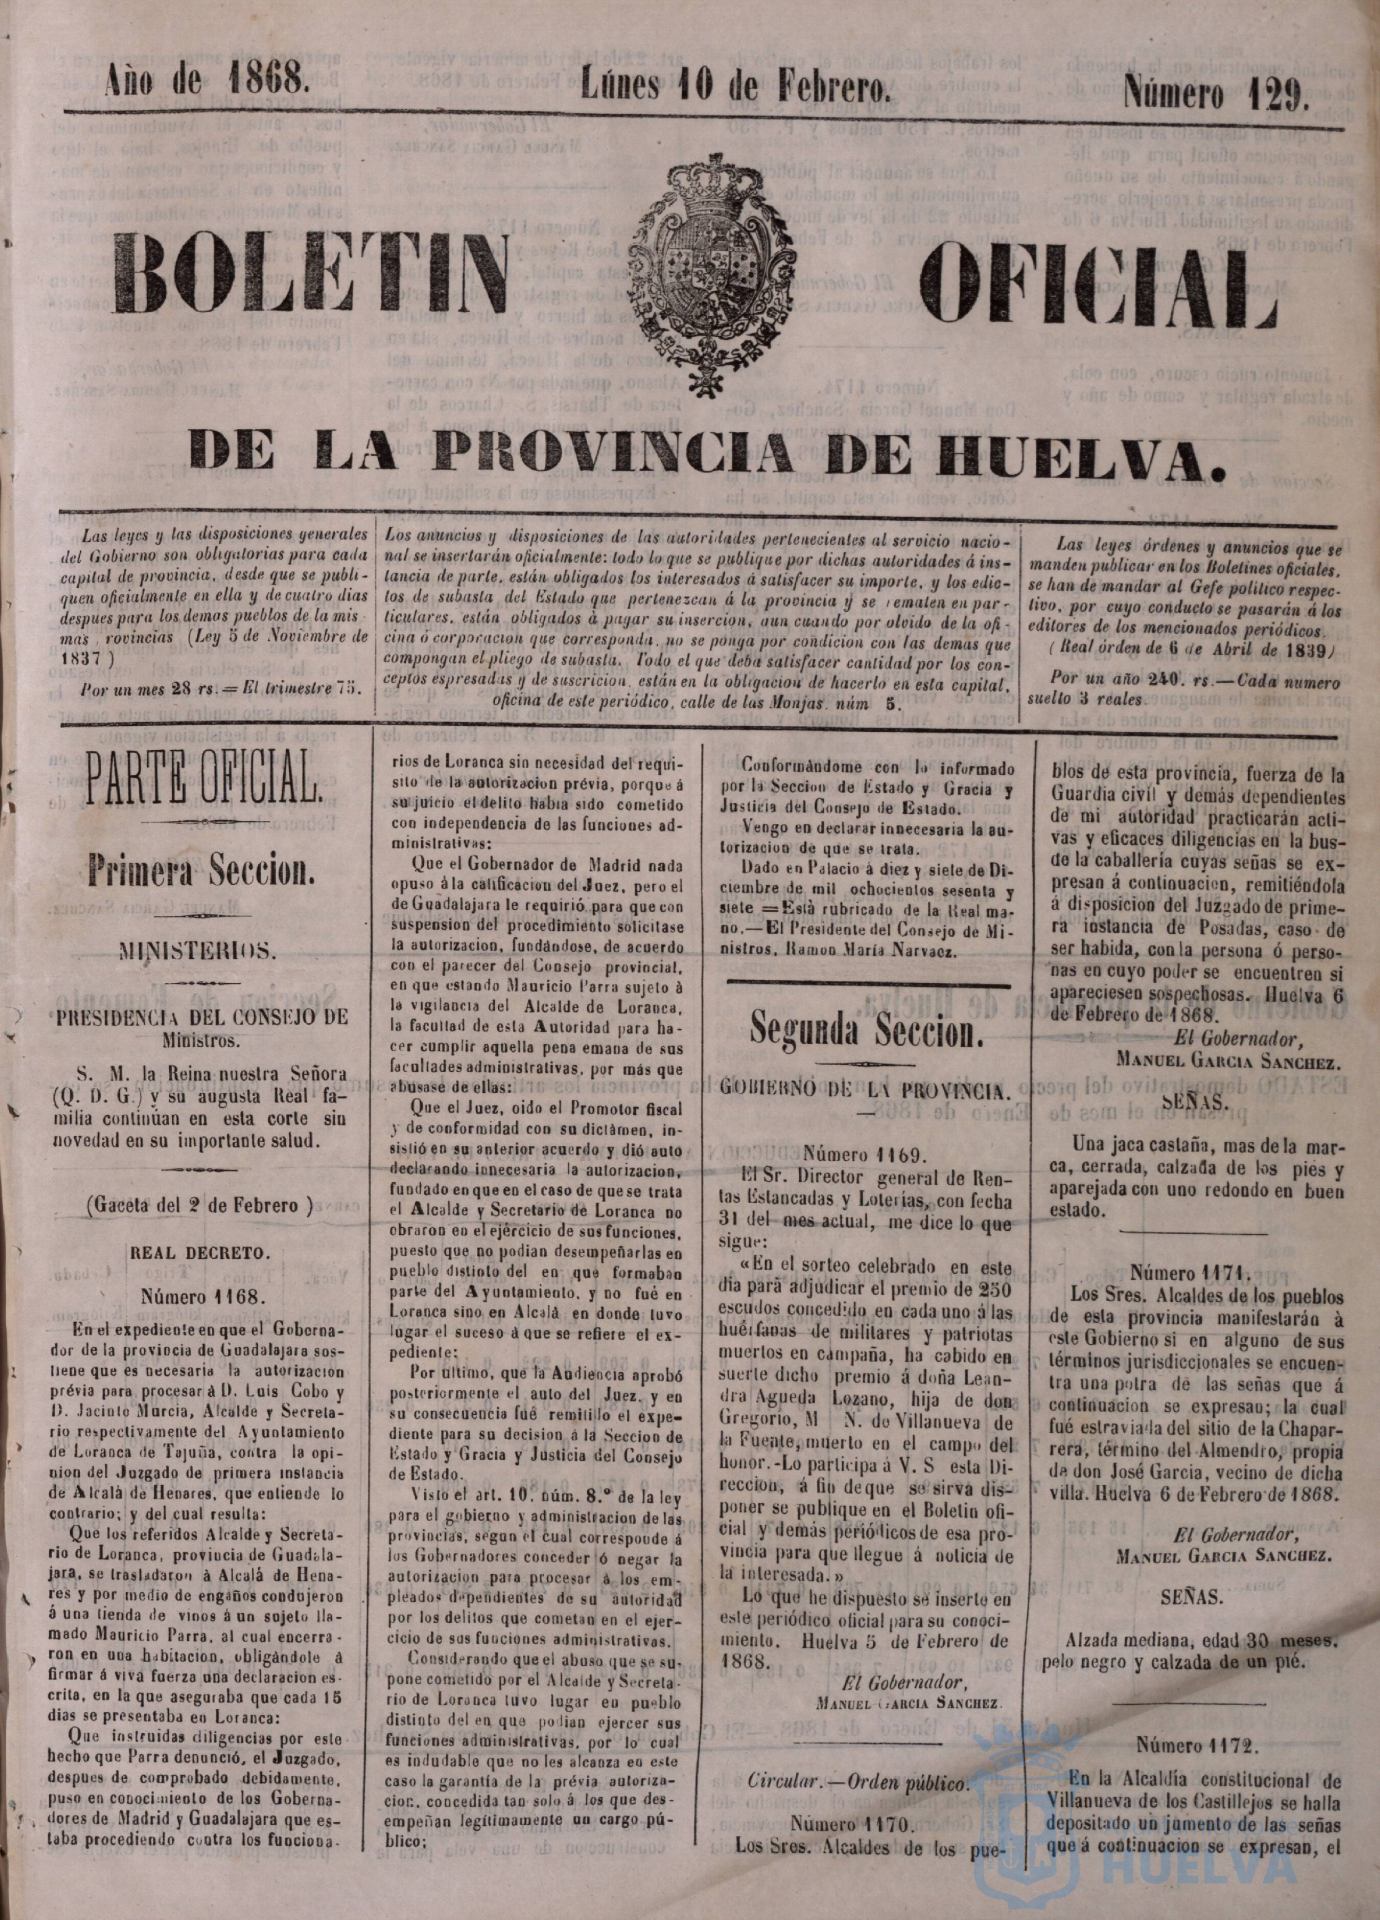 Año de 1868.
Lúnes 10 de Febrero.
Número 129.
BOLETIN OFICIAL
DE LA PROVINCIA DE HUELVA.
Las leyes y las disposiciones generales
del Gobierno son obligatorias para cada
capital de provincia, desde que se publi-
quen oficialmente en ella y de cuatro dias
despues para los demas pueblos de la mis-
mas rovincias (Ley 5 de Noviembre de
1837)
Por un mes 28 rs.=El trimestre 75.
Los anuncios y disposiciones de las autoridades pertenecientes al servicio nacio-
nal se insertarán oficialmente: todo lo que se publique por dichas autoridades á ins-
tancia de parte, están obligados los interesados á satisfacer su importe, y los edic-
tos de subasta del Estado que pertenezcan á la provincia y se rematen en par-
ticulares, están obligados á pagar su insercion, aun cuando por olvido de la ofi-
cina ó corporacion que corresponda, no se ponga por condicion con las demas que
compongan el pliego de subasta. Todo el que deba satisfacer cantidad por los con-
ceptos espresadas y de suscricion, están en la obligacion de hacerlo en esta capital,
oficina de este periódico, calle de las Monjas, núm 5.
Las leyes órdenes y anuncios que se
manden publicar en los Boletines oficiales,
se han de mandar al Gefe político respec-
tivo, por cuyo conducto se pasarán á los
editores de los mencionados periódicos.
(Real órden de 6 de Abril de 1839)
Por un año 240. rs.—Cada numero
suelto 3 reales.
PARTE OFICIAL.
Primera Seccion.
MINISTERIOS.
PRESIDENCIA DEL CONSEJO DE
Ministros.
S. M. la Reina nuestra Señora
(Q. D. G.) y su augusta Real fa-
milia continúan en esta corte sin
novedad en su importante salud.
(Gaceta del 2 de Febrero )
REAL DECRETO.
Número 1168.
En el expediente en que el Goberna-
dor de la provincia de Guadalajara sos-
tiene que es necesaria la autorizacion
prévia para procesar á D. Luis Cobo y
D. Jacinto Murcia, Alcalde y Secreta-
rio respectivamente del Ayuntamiento
de Loranca de Tajuña, contra la opi-
nion del Juzgado de primera instancia
de Alcalá de Henares, que entiende lo
contrario; y del cual resulta:
Que los referidos Alcalde y Secreta-
rio de Loranca, provincia de Guadala-
jara, se trasladaron à Alcalá de Hena-
res y por medio de engaños condujeron
á una tienda de vinos á un sujeto lla-
mado Mauricio Parra, al cual encerra-
ron en una habitacion, obligándole á
firmar á viva fuerza una declaracion es-
crita, en la que aseguraba que cada 15
dias se presentaba en Loranca:
Que instruidas diligencias por este
hecho que Parra denunció, el Juzgado,
despues de comprobado debidamente,
puso en conocimiento de los Goberna-
dores de Madrid y Guadalajara que es-
taba procediendo contra los funciona-
rios de Loranca sin necesidad del requi-
sito de la autorizacion prévia, porque á
su juicio el delito habia sido cometido
con independencia de las funciones ad-
ministrativas:
Que el Gobernador de Madrid nada
opuso á la calificacion del Juez, pero el
de Guadalajara le requirió para que con
suspension del procedimiento solicitase
la autorizacion, fundándose, de acuerdo
con el parecer del Consejo provincial,
en que estando Mauricio Parra sujeto à
la vigilancia del Alcalde de Loranca,
la facultad de esta Autoridad para ha-
cer cumplir aquella pena emana de sus
facultades administrativas, por más que
abusase de ellas:
Que el Juez, oido el Promotor fiscal
y de conformidad con su dictámen, in-
sistió en su anterior acuerdo y dió auto
declarando innecesaria la autorizacion,
fundado en que en el caso de que se trata
el Alcalde y Secretario de Loranca no
obraron en el ejércicio de sus funciones,
puesto que no podian desempeñarlas en
pueblo distinto del en que formaban
parte del Ayuntamiento, y no fué en
Loranca sino en Alcalà en donde tuvo
lugar el suceso á que se refiere el ex-
pediente:
Por último, que la Audiencia aprobó
posteriormente el auto del Juez, y en
su consecuencia fué remitido el expe-
diente para su decision á la Seccion de
Estado y Gracia y Justicia del Consejo
de Estado.
Visto el art. 10, núm. 8.° de la ley
para el gobierno y administracion de las
provincias, segun el cual corresponde á
los Gobernadores conceder ó negar la
autorizacion para procesar á los em-
pleados dependientes de su autoridad
por los delitos que cometan en el ejer-
cicio de sus funciones administrativas.
Considerando que el abuso que se su-
pone cometido por el Alcalde y Secreta-
rio de Loranca tuvo lugar en pueblo
distinto del en que podian ejercer sus
funciones administrativas, por lo cual
es indudable que no les alcanza en este
caso la garantía de la prévia autoriza-
cion, concedida tan solo á los que des-
empeñan legítimamente un cargo pú-
blico;
Conformándome con lo informado
por la Seccion de Estado y Gracia y
Justicia del Consejo de Estado.
Vengo en declarar innecesaria la au-
torizacion de que se trata.
Dado en Palacio á diez y siete de Di-
ciembre de mil ochocientos sesenta y
siete =Està rubricado de la Real ma-
no.—El Presidente del Consejo de Mi-
nistros, Ramon María Narvaez.
Segunda Seccion.
GOBIERNO DE LA PROVINCIA.
Número 1169.
El Sr. Director general de Ren-
tas Estancadas y Loterías, con fecha
31 del mes actual, me dice lo que
sigue:
«En el sorteo celebrado en este
dia para adjudicar el premio de 250
escudos concedido en cada uno á las
huérfanas de militares y patriotas
muertos en campaña, ha cabido en
suerte dicho premio á doña Lean-
dra Agueda Lozano, hija de don
Gregorio, M N. de Villanueva de
la Fuente, muerto en el campo del
honor.-Lo participa á V. S esta Di-
reccion, á fin de que se sirva dis-
poner se publique en el Boletin ofi-
cial y demás periódicos de esa pro-
vincia para que llegue á noticia de
la interesada.»
Lo que he dispuesto se inserte en
este periódico oficial para su conoci-
miento. Huelva 5 de Febrero de
1868.
El Gobernador,
MANUEL GARCIA SANCHEZ.
Circular.—Orden público.
Número 1170.
Los Sres. Alcaldes de los pue-
blos de esta provincia, fuerza de la
Guardia civil y demás dependientes
de mi autoridad practicarán acti-
vas y eficaces diligencias en la bus-
de la caballería cuyas señas se ex-
presan á continuacion, remitiéndola
á disposicion del Juzgado de prime-
ra instancia de Posadas, caso de
ser habida, con la persona ó perso-
nas en cuyo poder se encuentren si
apareciesen sospechosas. Huelva 6
de Febrero de 1868.
El Gobernador,
MANUEL GARCIA SANCHEZ.
SEÑAS.
Una jaca castaña, mas de la mar-
ca, cerrada, calzada de los pies y
aparejada con uno redondo en buen
estado.
Número 1171.
Los Sres. Alcaldes de los pueblos
de esta provincia manifestarán à
este Gobierno si en alguno de sus
términos jurisdiccionales se encuen-
tra una potra de las señas que á
continuacion se expresan; la cual
fué estraviada del sitio de la Chapar-
rera, término del Almendro, propia
de don José Garcia, vecino de dicha
villa. Huelva 6 de Febrero de 1868.
El Gobernador,
MANUEL GARCIA SANCHEZ.
SEÑAS.
Alzada mediana, edad 30 meses,
pelo negro y calzada de un pié.
Número 1172.
En la Alcaldía constitucional de
Villanueva de los Castillejos se halla
depositado un jumento de las señas
que á continuacion se expresan, el
HUELVA